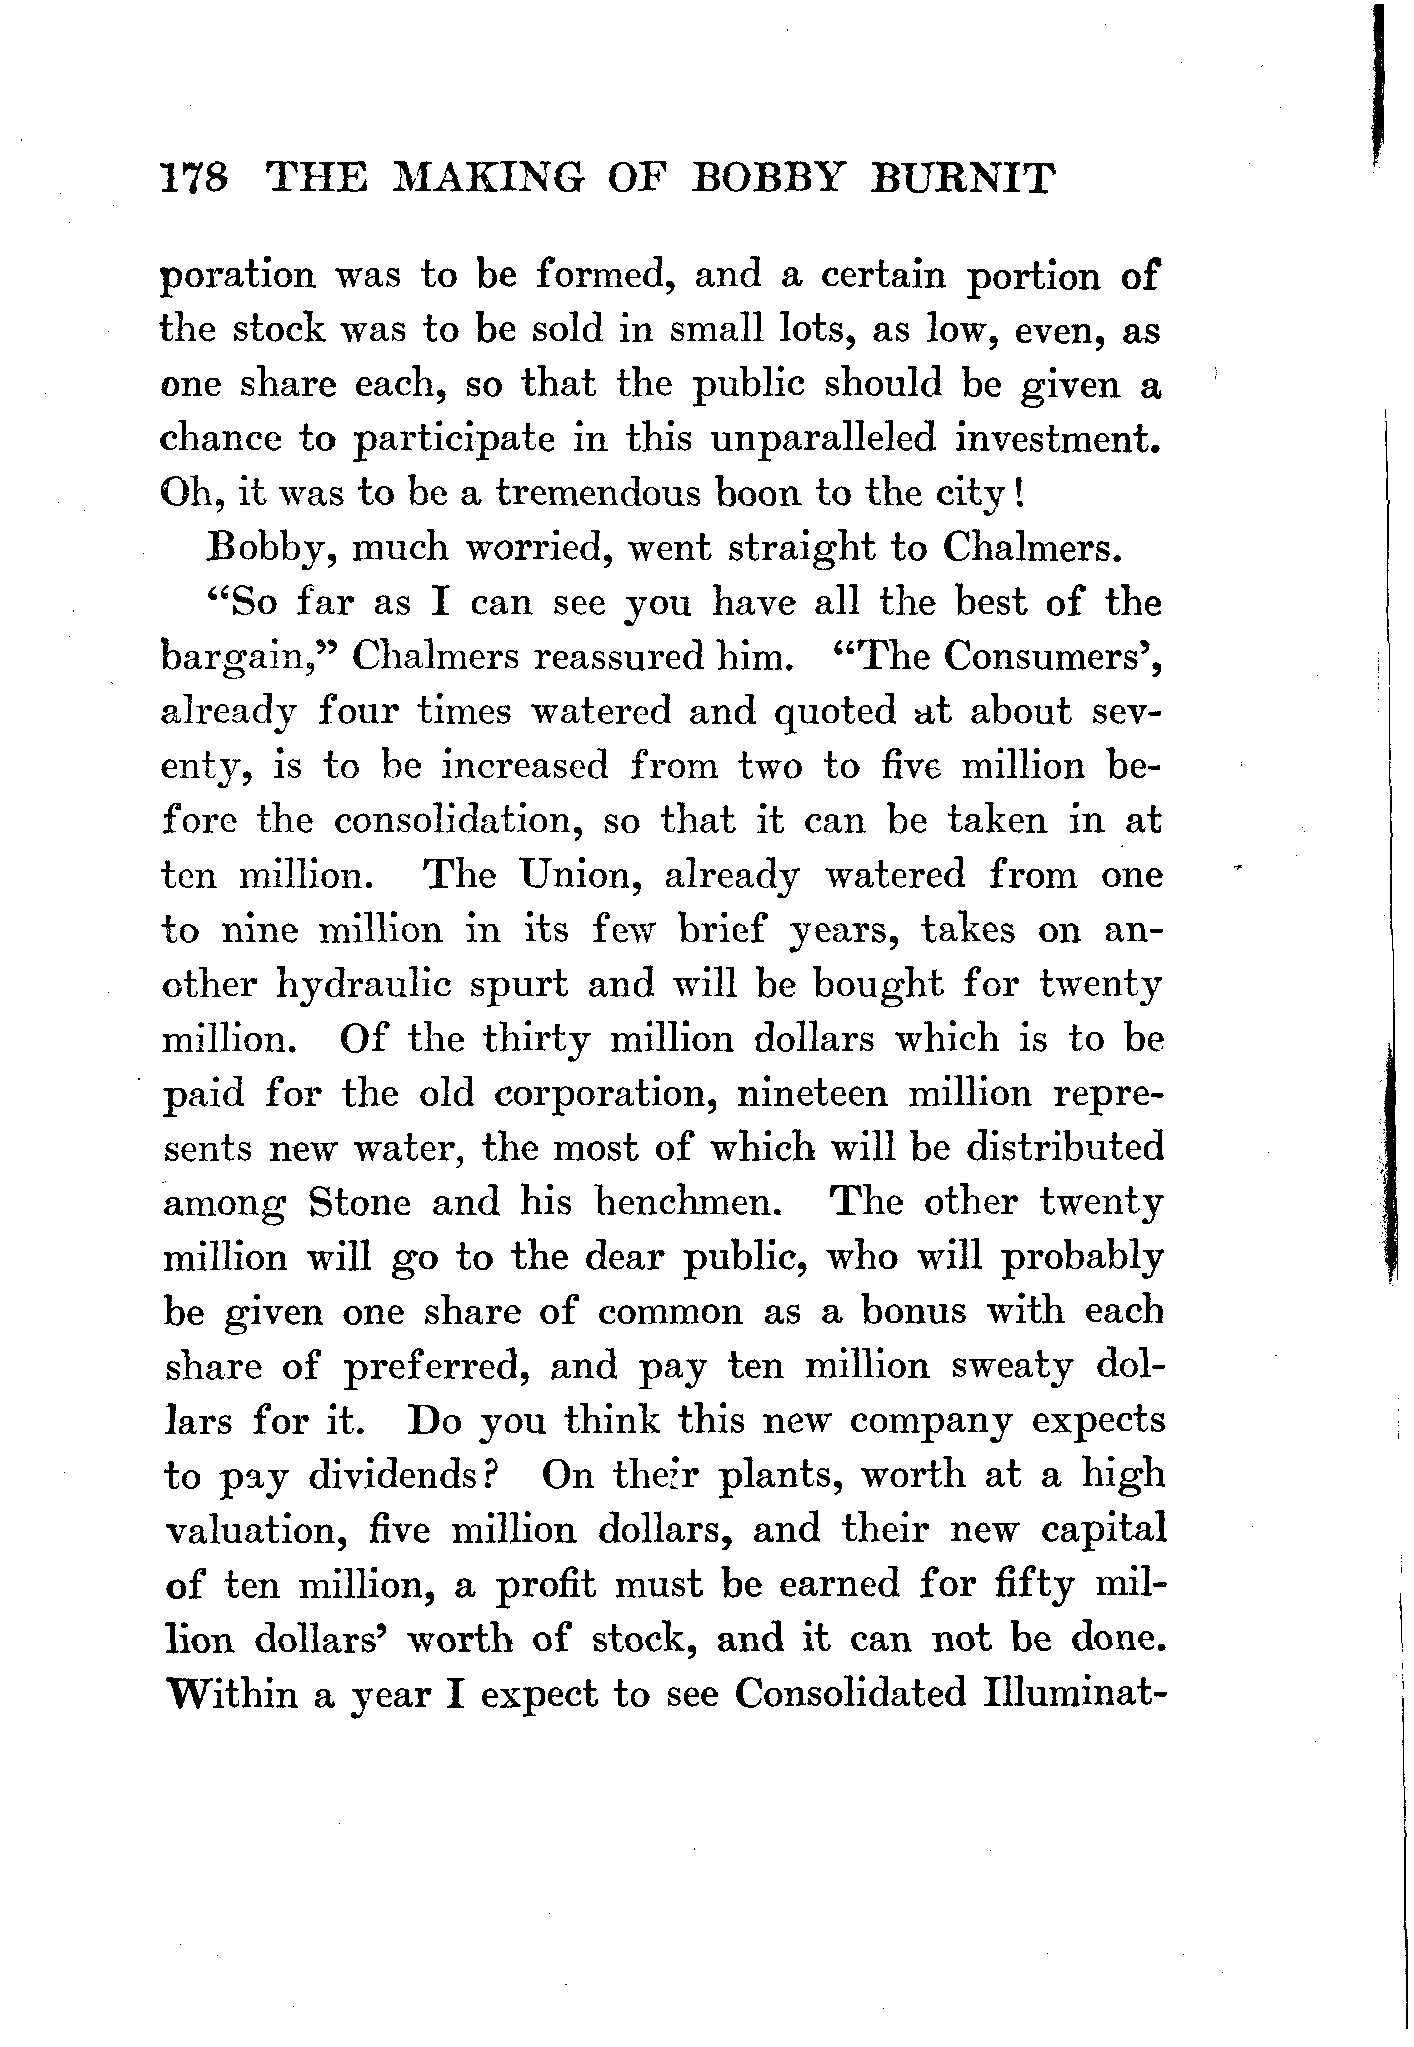 178 THE MAKING OF BOBBY BURNIT
poration was to be formed, and a certain portion of
the stock was to be sold in small lots, as low, even, as
one share each, so that the public should be given a
chance to participate in this unparalleled investment.
Oh, it was to be a tremendous boon to the city!
Bobby, much worried, went straight to Chalmers.
“So far as I can see you have all the best of the
bargain,” Chalmers reassured him. “The Consumers’,
already four times watered and quoted at about sev-
enty, is to be increased from two to five million be-
fore the consolidation, so that it can be taken in at
ten million. The Union, already watered from one
to nine million in its few brief years, takes on an-
other hydraulic spurt and will be bought for twenty
million. Of the thirty million dollars which is to be
paid for the old corporation, nineteen million repre-
sents new water, the most of which will be distributed
among Stone and his henchmen. The other twenty
million will go to the dear public, who will probably
be given one share of common as a bonus with each
share of preferred, and pay ten million sweaty dol-
lars for it. Do you think this new company expects
to pay dividends? On their plants, worth at a high
valuation, five million dollars, and their new capital
of ten million, a profit must be earned for fifty mil-
lion dollars’ worth of stock, and it can not be done.
Within a year I expect to see Consolidated Illuminat-